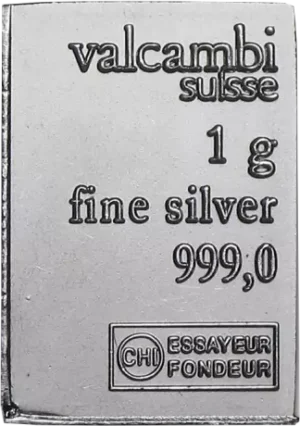 valcambi
suisse
1 g
fine silver
999,0
CHI ESSAYEUR
FONDEUR